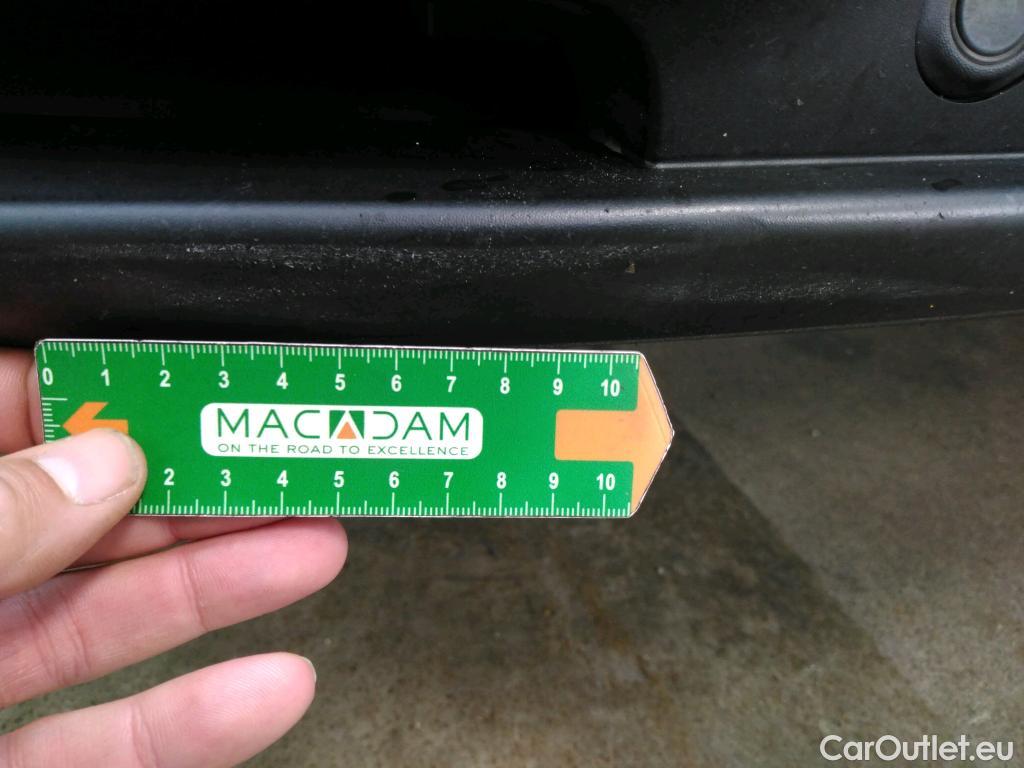 0 1 2 3 4 5 6 7 8 9 10
MACADAM
ON THE ROAD TO EXCELLENCE
2 3 4 5 6 7 8 9 10
CarOutlet.eu